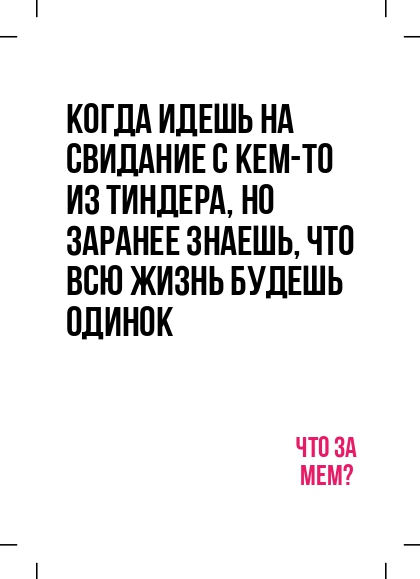 КОГДА ИДЕШЬ НА
СВИДАНИЕ С КЕМ-ТО
ИЗ ТИНДЕРА, НО
ЗАРАНЕЕ ЗНАЕШЬ, ЧТО
ВСЮ ЖИЗНЬ БУДЕШЬ
ОДИНОК
ЧТО ЗА
МЕМ?